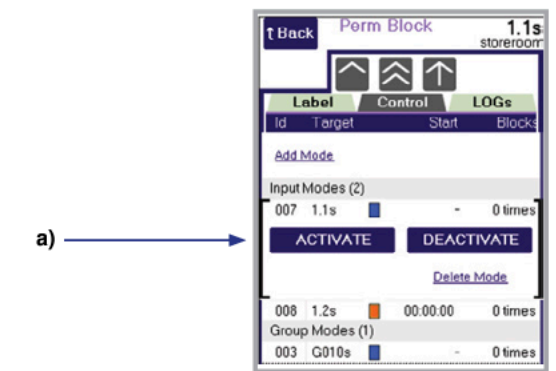 ↑ Back Perm Block 1.1s
storeroom
Label Control LOGs
Id Target Start Blocks
Add Mode
Input Modes (2)
007 1.1s - 0 times
a)
ACTIVATE DEACTIVATE
Delete Mode
008 1.2s 00:00:00 0 times
Group Modes (1)
003 G010s - 0 times